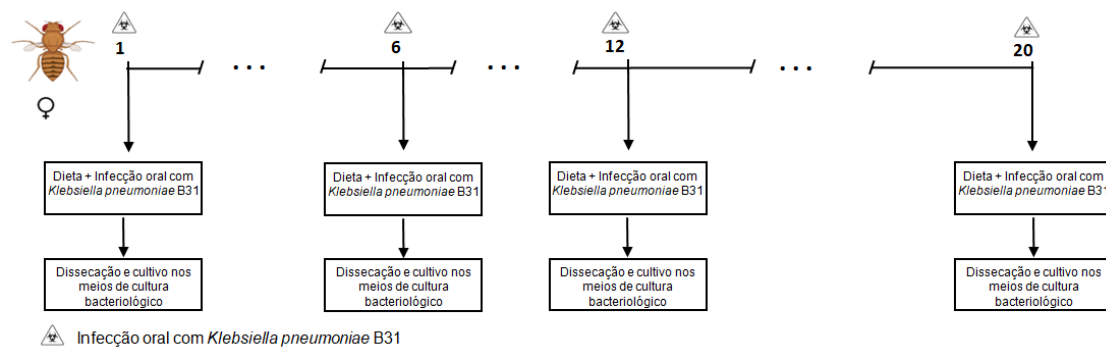 1
6
12
20
Dieta + Infecção oral com
Klebsiella pneumoniae B31
Dieta + Infecção oral com
Klebsiella pneumoniae B31
Dieta + Infecção oral com
Klebsiella pneumoniae B31
Dieta + Infecção oral com
Klebsiella pneumoniae B31
Dissecação e cultivo nos
meios de cultura
bacteriológico
Dissecação e cultivo nos
meios de cultura
bacteriológico
Dissecação e cultivo nos
meios de cultura
bacteriológico
Dissecação e cultivo nos
meios de cultura
bacteriológico
Infecção oral com Klebsiella pneumoniae B31